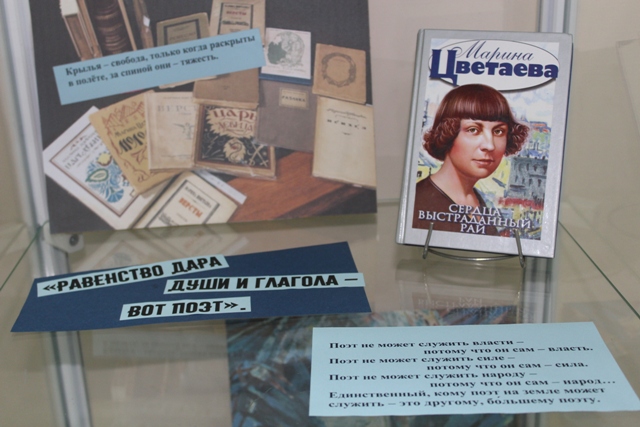 Крылья – свобода, только когда раскрыты
в полёте, за спиной они – тяжесть.
Марина
Цветаева
СЕРДЦА
ВЫСТРАДАННЫЙ
РАЙ
ВЕРСТЫ
ЦАРЬ
ДЕВИЦА
«РАВЕНСТВО ДАРА
ДУШИ И ГЛАГОЛА –
ВОТ ПОЭТ».
Поэт не может служить власти –
потому что он сам – власть.
Поэт не может служить силе –
потому что он сам – сила.
Поэт не может служить народу –
потому что он сам – народ...
Единственный, кому поэт на земле может
служить – это другому, большему поэту.